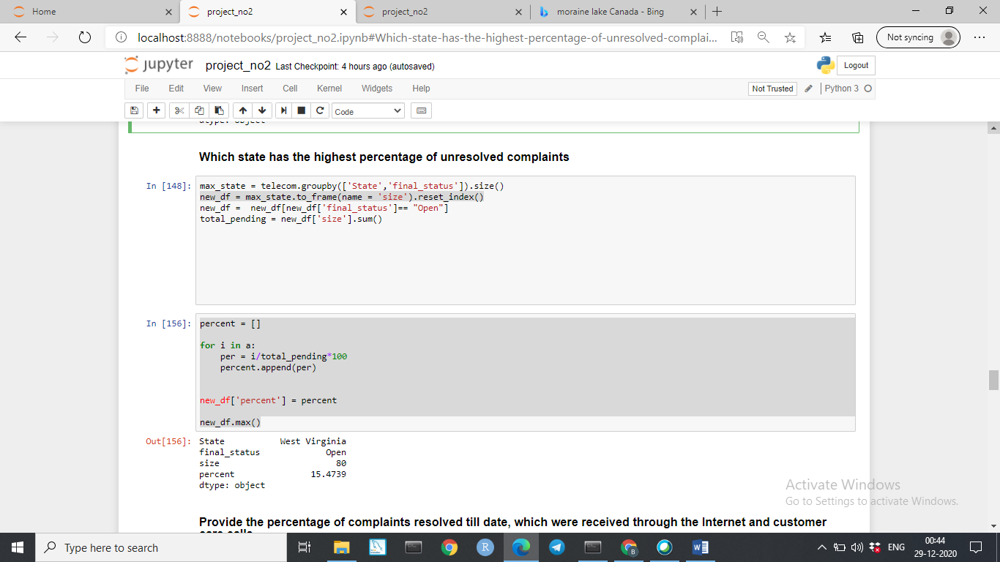 Home
project_no2
project_no2
moraine lake Canada - Bing
localhost:8888/notebooks/project_no2.ipynb#Which-state-has-the-highest-percentage-of-unresolved-complai...
Not syncing
jupyter project_no2 Last Checkpoint: 4 hours ago (autosaved)
Logout
File Edit View Insert Cell Kernel Widgets Help
Not Trusted
Python 3
Code
dtype: object
Which state has the highest percentage of unresolved complaints
In [148]: max_state = telecom.groupby(['State','final_status']).size()
new_df = max_state.to_frame(name = 'size').reset_index()
new_df =  new_df[new_df['final_status']== "Open"]
total_pending = new_df['size'].sum()
In [156]: percent = []
for i in a:
    per = i/total_pending*100
    percent.append(per)
new_df['percent'] = percent
new_df.max()
Out[156]: State West Virginia
final_status Open
size 80
percent 15.4739
dtype: object
Activate Windows
Go to Settings to activate Windows.
Provide the percentage of complaints resolved till date, which were received through the Internet and customer
care calls
Type here to search
R
B
ENG
00:44
29-12-2020